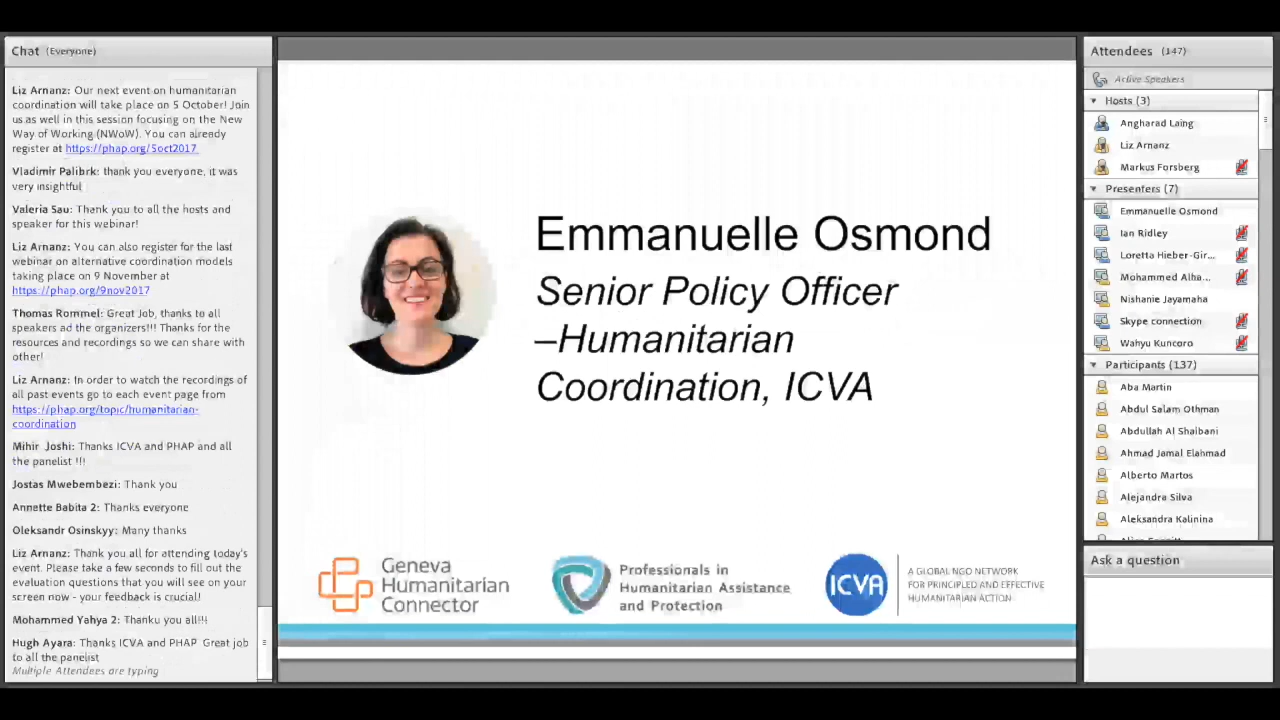 Chat (Everyone)
Liz Arnanz: Our next event on humanitarian
coordination will take place on 5 October! Join
us as well in this session focusing on the New
Way of Working (NWoW). You can already
register at https://phap.org/5oct2017
Vladimir Palibrk: thank you everyone, it was
very insightful
Valeria Sau: Thank you to all the hosts and
speaker for this webinar!
Liz Arnanz: You can also register for the last
webinar on alternative coordination models
taking place on 9 November at
https://phap.org/9nov2017
Thomas Rommel: Great Job, thanks to all
speakers ad the organizers!!! Thanks for the
resources and recordings so we can share with
other!
Liz Arnanz: In order to watch the recordings of
all past events go to each event page from
https://phap.org/topic/humanitarian-
coordination
Mihir Joshi: Thanks ICVA and PHAP and all
the panelist !!!
Jostas Mwebembezi: Thank you
Annette Babita 2: Thanks everyone
Oleksandr Osinskyy: Many thanks
Liz Arnanz: Thank you all for attending today's
event. Please take a few seconds to fill out the
evaluation questions that you will see on your
screen now - your feedback is crucial!
Mohammed Yahya 2: Thanku you all!!!
Hugh Ayara: Thanks ICVA and PHAP Great job
to all the panelist
Multiple Attendees are typing
Emmanuelle Osmond
Senior Policy Officer
–Humanitarian
Coordination, ICVA
Geneva
Humanitarian
Connector
Professionals in
Humanitarian Assistance
and Protection
ICVA
A GLOBAL NGO NETWORK
FOR PRINCIPLED AND EFFECTIVE
HUMANITARIAN ACTION
Attendees (147)
Active Speakers
Hosts (3)
Angharad Laing
Liz Arnanz
Markus Forsberg
Presenters (7)
Emmanuelle Osmond
Ian Ridley
Loretta Hieber-Gir...
Mohammed Alha...
Nishanie Jayamaha
Skype connection
Wahyu Kuncoro
Participants (137)
Aba Martin
Abdul Salam Othman
Abdullah Al Shaibani
Ahmad Jamal Elahmad
Alberto Martos
Alejandra Silva
Aleksandra Kalinina
Ask a question